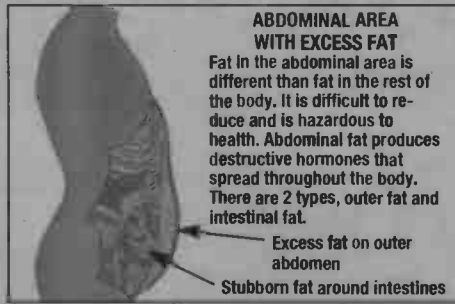 ABDOMINAL AREA
WITH EXCESS FAT
Fat in the abdominal area is
different than fat in the rest of
the body. It is difficult to re-
duce and is hazardous to
health. Abdominal fat produces
destructive hormones that
spread throughout the body.
There are 2 types, outer fat and
intestinal fat.
Excess fat on outer
abdomen
Stubborn fat around intestines